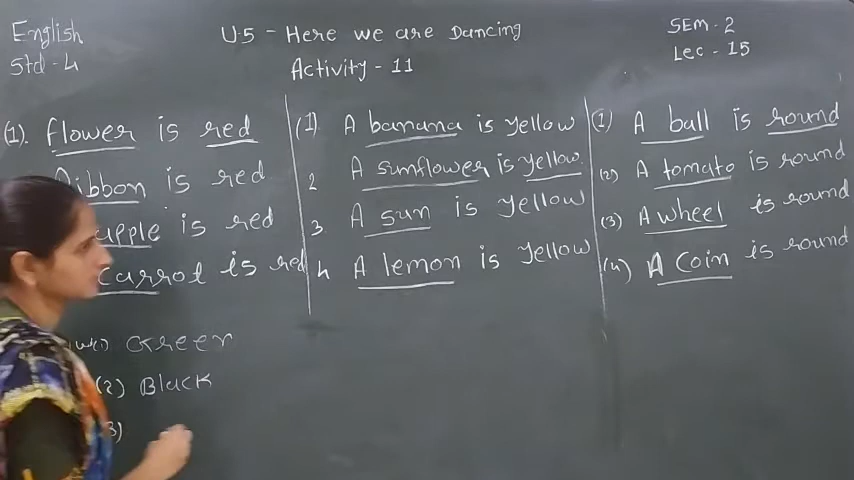 English
Std - 4
U.5 - Here we are Dancing
Activity - 11
SEM - 2
Lec - 15
(1). flower is red
Ribbon is red
apple is red
Carrot is red
(1). A banana is yellow
2 A sunflower is yellow.
3 A sun is yellow
4 A lemon is yellow
(1) A ball is round
(2) A tomato is round
(3) A wheel is round
(4) A Coin is round
(1) Green
(2) Black
3)